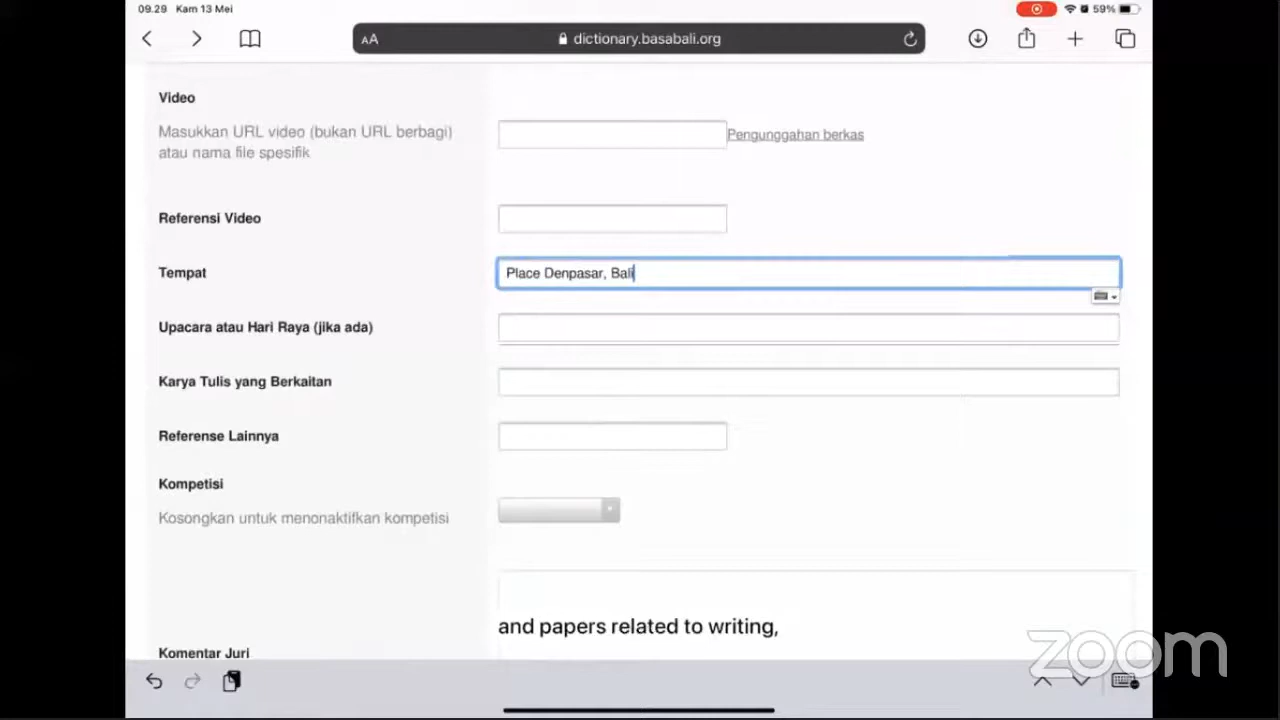 09.29 Kam 13 Mei
59%
AA
dictionary.basabali.org
Video
Masukkan URL video (bukan URL berbagi)
atau nama file spesifik
Pengunggahan berkas
Referensi Video
Tempat
Place Denpasar, Bali
Upacara atau Hari Raya (jika ada)
Karya Tulis yang Berkaitan
Referense Lainnya
Kompetisi
Kosongkan untuk menonaktifkan kompetisi
and papers related to writing,
Komentar Juri
zoom